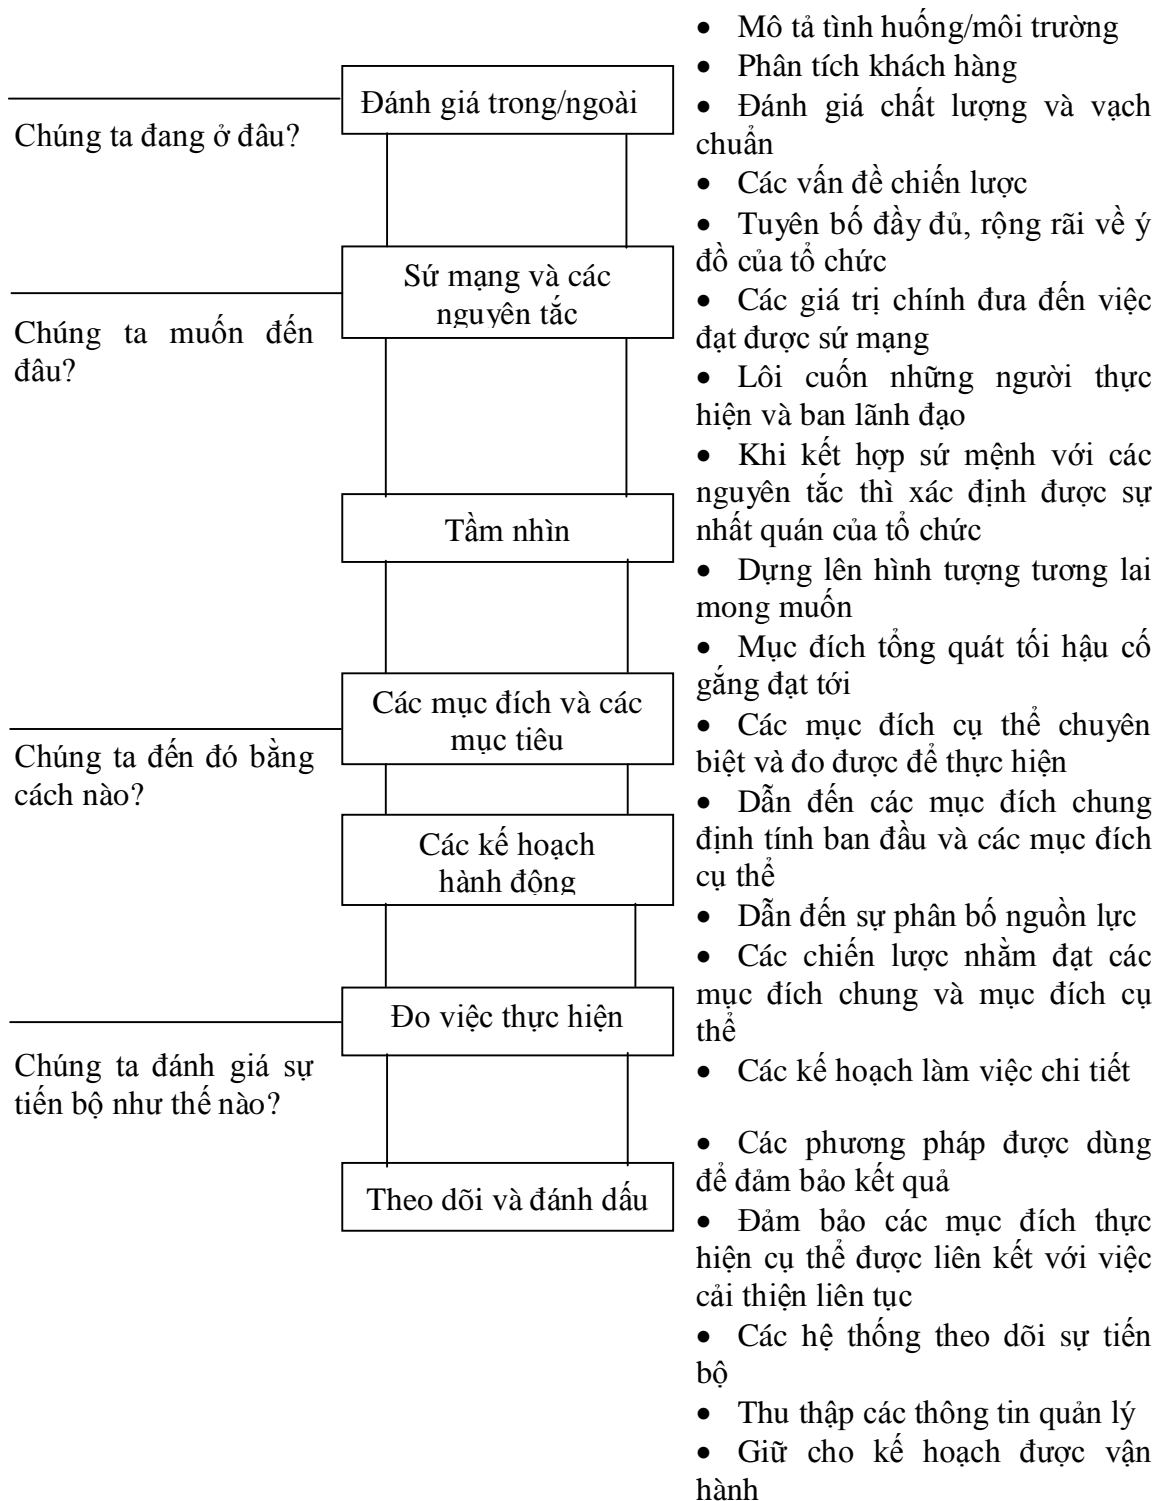 Chúng ta đang ở đâu?
Chúng ta muốn đến
đâu?
Chúng ta đến đó bằng
cách nào?
Chúng ta đánh giá sự
tiến bộ như thế nào?
Đánh giá trong/ngoài
Sứ mạng và các
nguyên tắc
Tầm nhìn
Các mục đích và các
mục tiêu
Các kế hoạch
hành động
Đo việc thực hiện
Theo dõi và đánh dấu
• Mô tả tình huống/môi trường
• Phân tích khách hàng
• Đánh giá chất lượng và vạch
chuẩn
• Các vấn đề chiến lược
• Tuyên bố đầy đủ, rộng rãi về ý
đồ của tổ chức
• Các giá trị chính đưa đến việc
đạt được sứ mạng
• Lôi cuốn những người thực
hiện và ban lãnh đạo
• Khi kết hợp sứ mệnh với các
nguyên tắc thì xác định được sự
nhất quán của tổ chức
• Dựng lên hình tượng tương lai
mong muốn
• Mục đích tổng quát tối hậu cố
gắng đạt tới
• Các mục đích cụ thể chuyên
biệt và đo được để thực hiện
• Dẫn đến các mục đích chung
định tính ban đầu và các mục đích
cụ thể
• Dẫn đến sự phân bố nguồn lực
• Các chiến lược nhằm đạt các
mục đích chung và mục đích cụ
thể
• Các kế hoạch làm việc chi tiết
• Các phương pháp được dùng
để đảm bảo kết quả
• Đảm bảo các mục đích thực
hiện cụ thể được liên kết với việc
cải thiện liên tục
• Các hệ thống theo dõi sự tiến
bộ
• Thu thập các thông tin quản lý
• Giữ cho kế hoạch được vận
hành